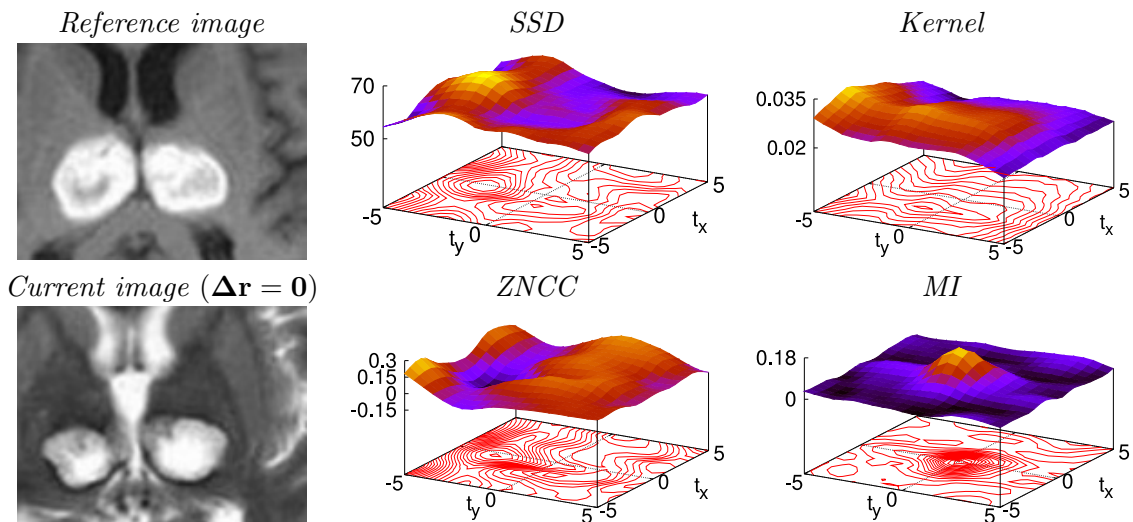 Reference image
SSD
Kernel
70
50
-5
t_y
0
5
-5
0
t_x
5
0.035
0.02
-5
t_y
0
5
-5
0
t_x
5
Current image (Δr = 0)
ZNCC
MI
0.3
0.15
0
-0.15
-5
t_y
0
5
-5
0
t_x
5
0.18
0
-5
t_y
0
5
-5
0
t_x
5